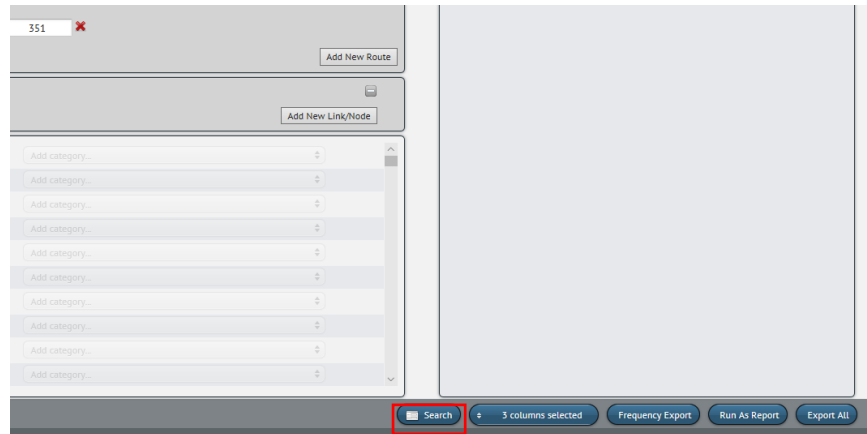 351
Add New Route
Add New Link/Node
Add category...
Add category...
Add category...
Add category...
Add category...
Add category...
Add category...
Add category...
Add category...
Add category...
Search 3 columns selected Frequency Export Run As Report Export All